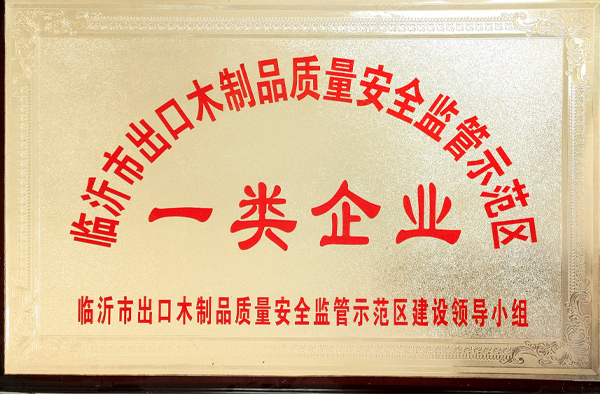 临沂市出口木制品质量安全监管示范区
一类企业
临沂市出口木制品质量安全监管示范区建设领导小组